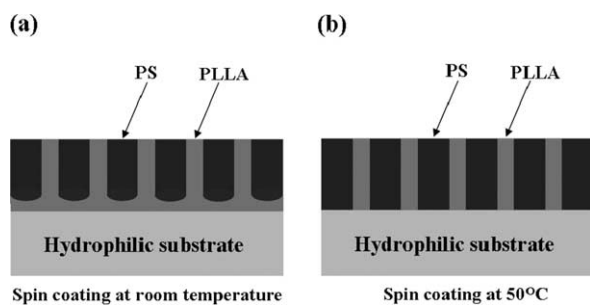 (a)
PS
PLLA
Hydrophilic substrate
Spin coating at room temperature
(b)
PS
PLLA
Hydrophilic substrate
Spin coating at 50°C